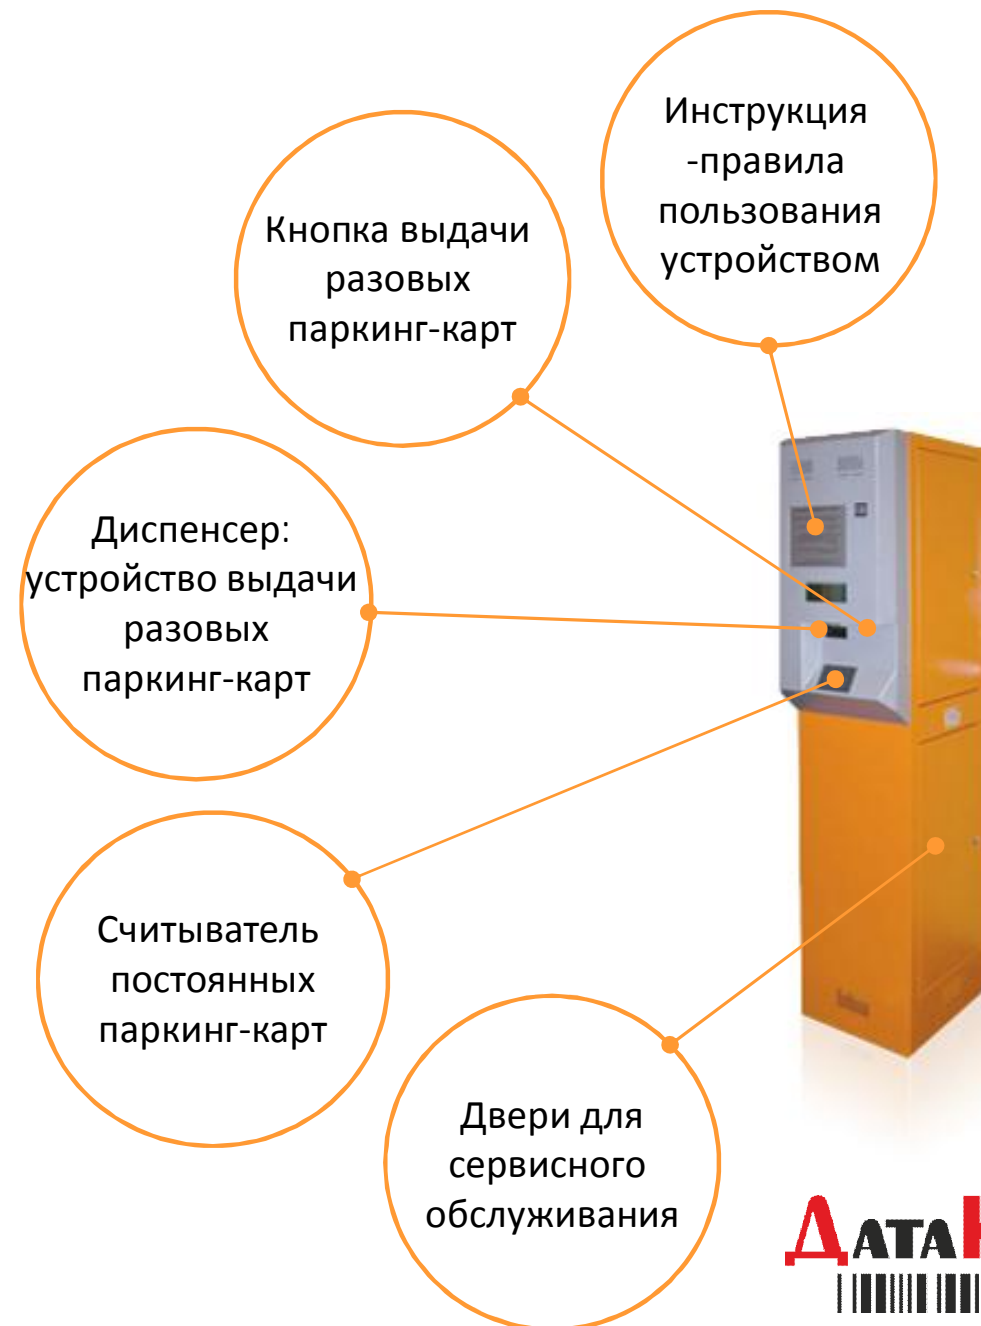 Инструкция
-правила
пользования
устройством
Кнопка выдачи
разовых
паркинг-карт
Диспенсер:
устройство выдачи
разовых
паркинг-карт
Считыватель
постоянных
паркинг-карт
Двери для
сервисного
обслуживания
ДАТА